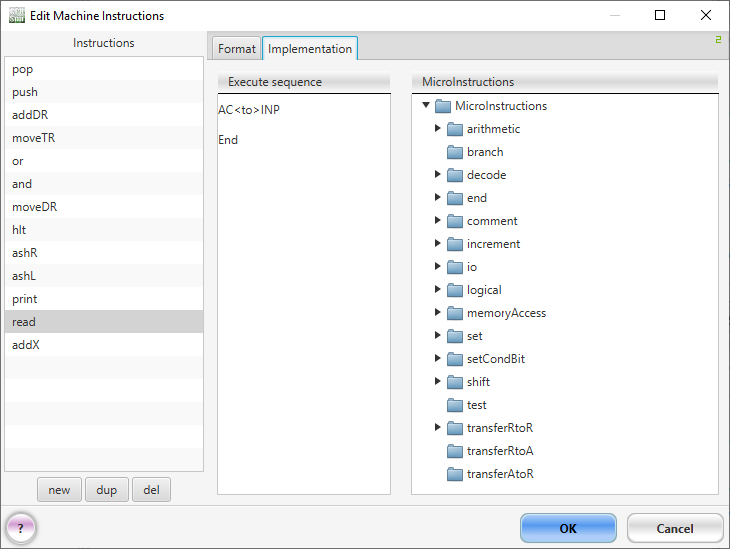 Edit Machine Instructions
Instructions
pop
push
addDR
moveTR
or
and
moveDR
hlt
ashR
ashL
print
read
addX
new dup del
Format Implementation
2
Execute sequence
AC<to>INP
End
MicroInstructions
MicroInstructions
arithmetic
branch
decode
end
comment
increment
io
logical
memoryAccess
set
setCondBit
shift
test
transferRtoR
transferRtoA
transferAtoR
?
OK Cancel